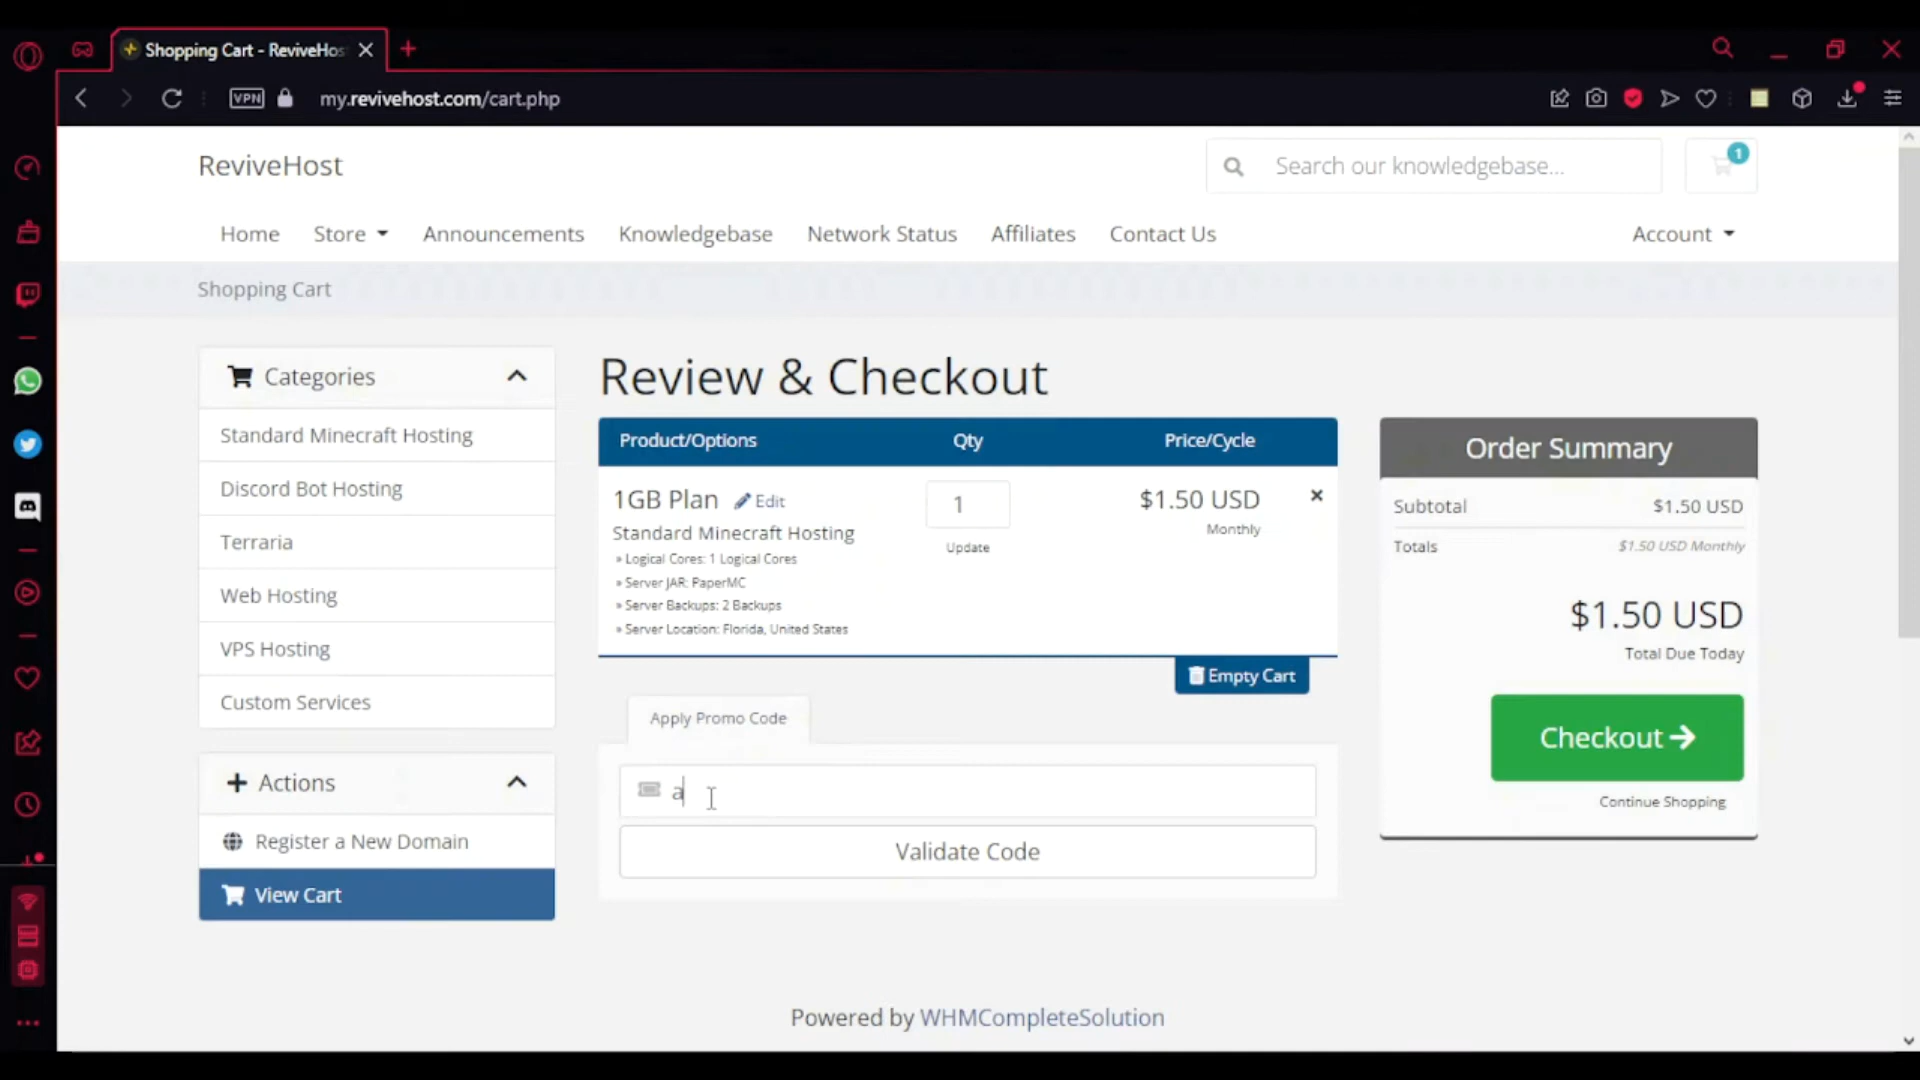 Shopping Cart - ReviveHos
VPN
my.revivehost.com/cart.php
ReviveHost
Search our knowledgebase...
1
Home
Store
Announcements
Knowledgebase
Network Status
Affiliates
Contact Us
Account
Shopping Cart
Categories
Standard Minecraft Hosting
Discord Bot Hosting
Terraria
Web Hosting
VPS Hosting
Custom Services
Actions
Register a New Domain
View Cart
Review & Checkout
Product/Options Qty Price/Cycle
1GB Plan Edit 1 $1.50 USD
Standard Minecraft Hosting Monthly
» Logical Cores: 1 Logical Cores Update
» Server JAR: PaperMC
» Server Backups: 2 Backups
» Server Location: Florida, United States
Empty Cart
Apply Promo Code
a
Validate Code
Order Summary
Subtotal $1.50 USD
Totals $1.50 USD Monthly
$1.50 USD
Total Due Today
Checkout
Continue Shopping
Powered by WHMCompleteSolution